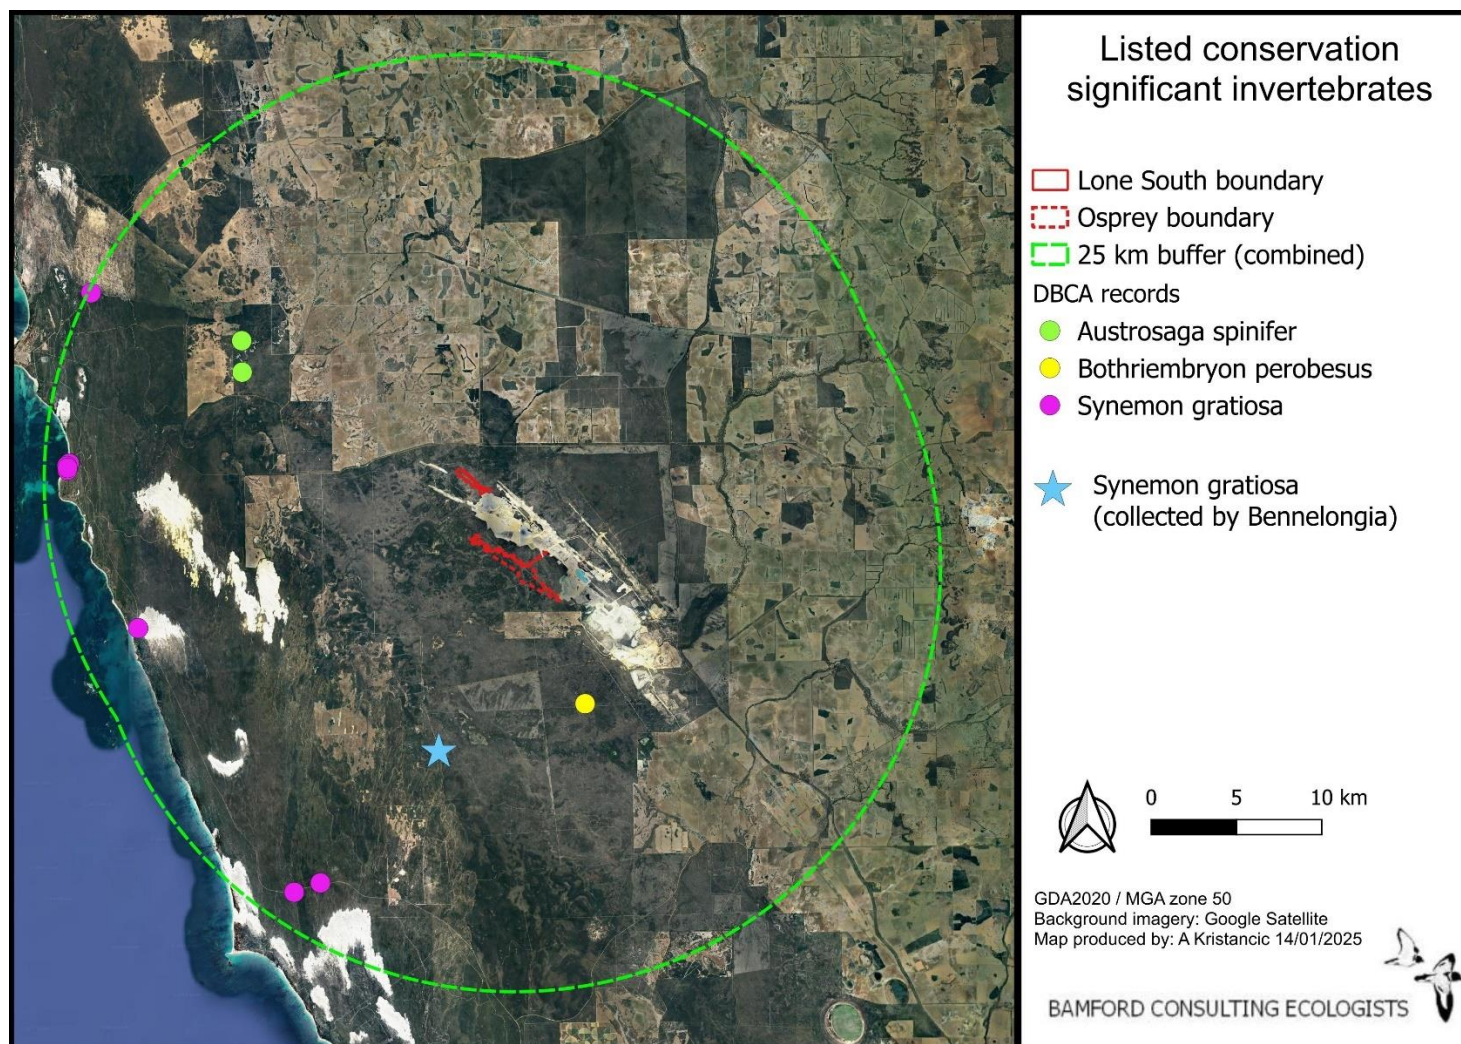 Listed conservation
significant invertebrates
Lone South boundary
Osprey boundary
25 km buffer (combined)
DBCA records
Austrosaga spinifer
Bothriembryon perobesus
Synemon gratiosa
Synemon gratiosa
(collected by Bennelongia)
0 5 10 km
GDA2020 / MGA zone 50
Background imagery: Google Satellite
Map produced by: A Kristancic 14/01/2025
BAMFORD CONSULTING ECOLOGISTS